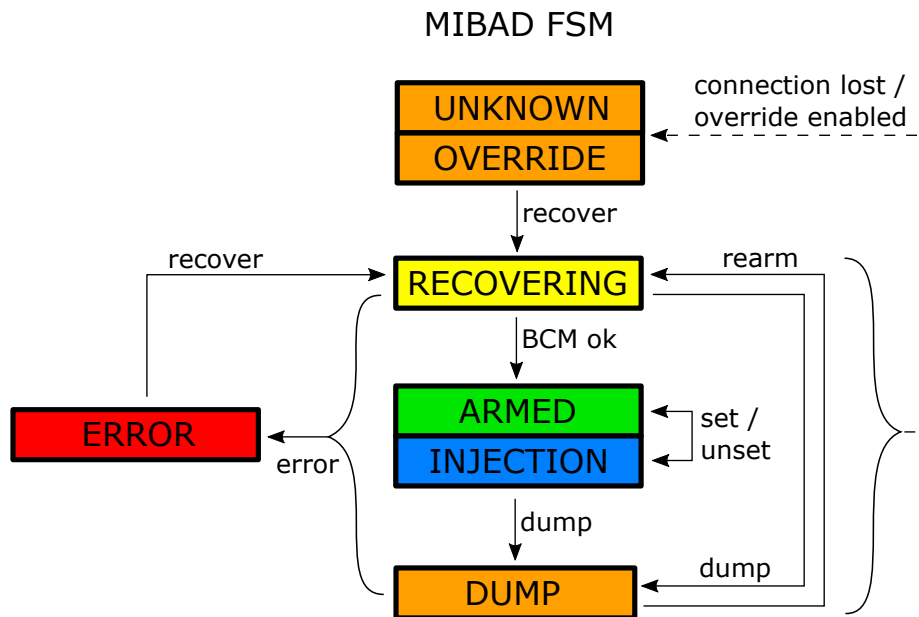 MIBAD FSM
connection lost /
override enabled
UNKNOWN
OVERRIDE
recover
recover
rearm
RECOVERING
BCM ok
ARMED
set /
unset
ERROR
error
INJECTION
dump
dump
DUMP